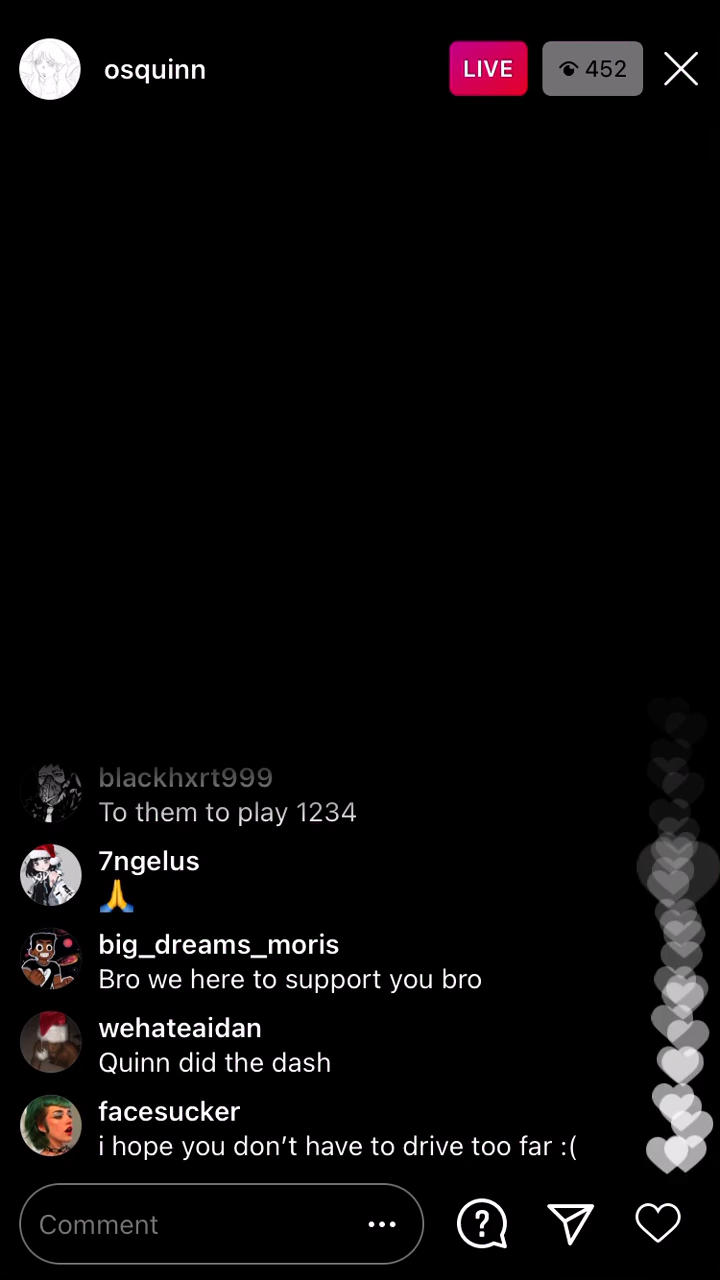 osquinn
LIVE
452
blackhxrt999
To them to play 1234
7ngelus
🙏
big_dreams_moris
Bro we here to support you bro
wehateaidan
Quinn did the dash
facesucker
i hope you don’t have to drive too far :(
Comment